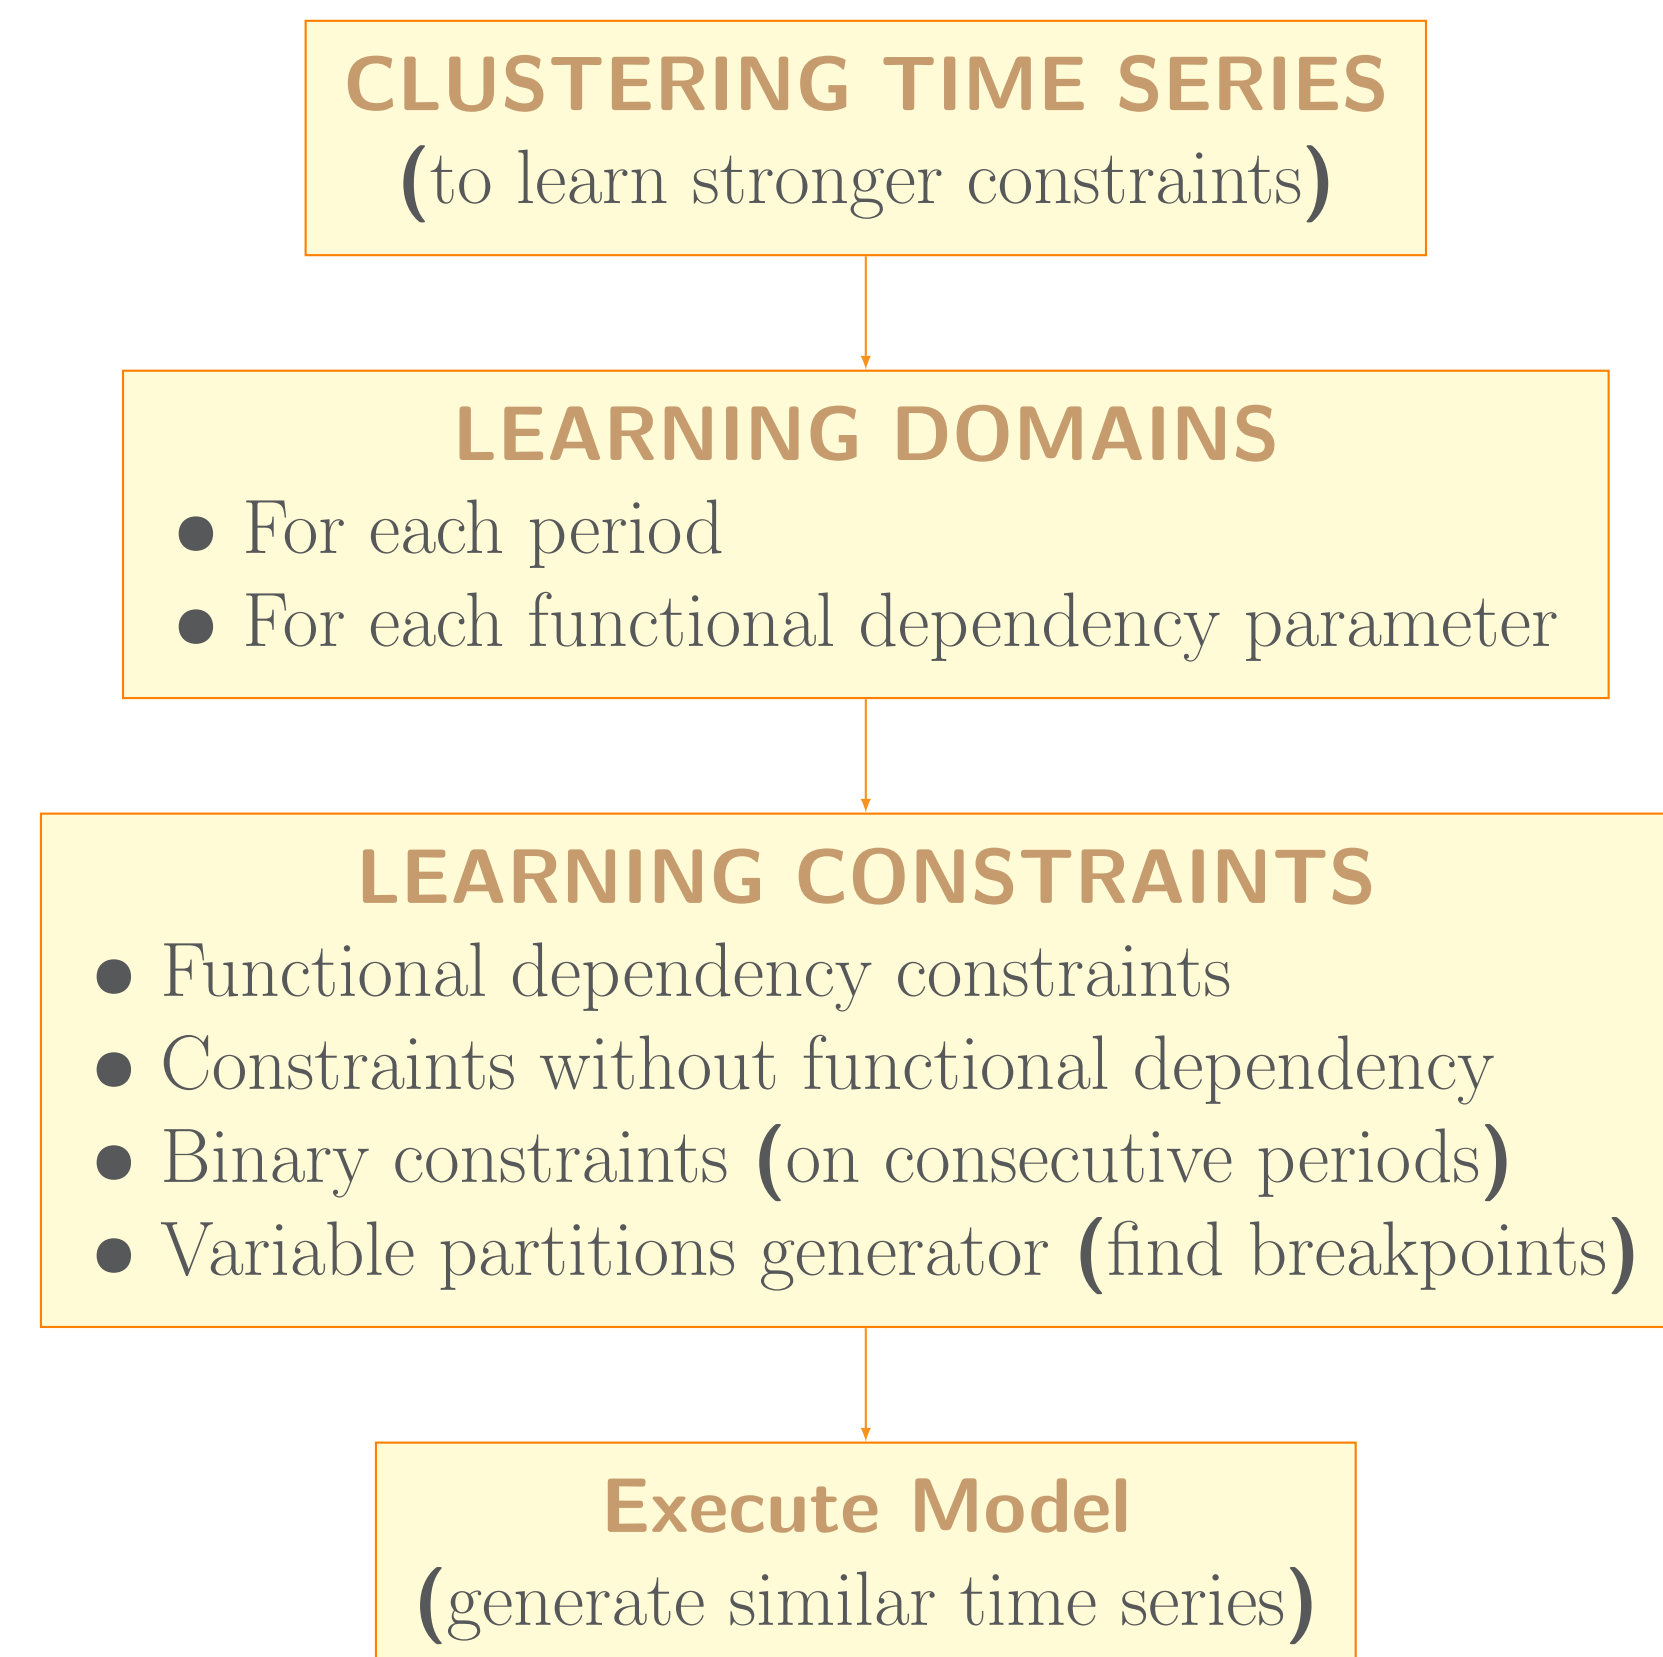 CLUSTERING TIME SERIES
(to learn stronger constraints)
LEARNING DOMAINS
● For each period
● For each functional dependency parameter
LEARNING CONSTRAINTS
● Functional dependency constraints
● Constraints without functional dependency
● Binary constraints (on consecutive periods)
● Variable partitions generator (find breakpoints)
Execute Model
(generate similar time series)